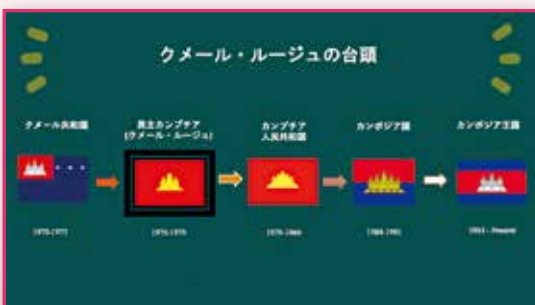 クメール・ルージュの台頭
クメール共和国
民主カンプチア
(クメール・ルージュ)
カンプチア
人民共和国
カンボジア国
カンボジア王国
1975-1979